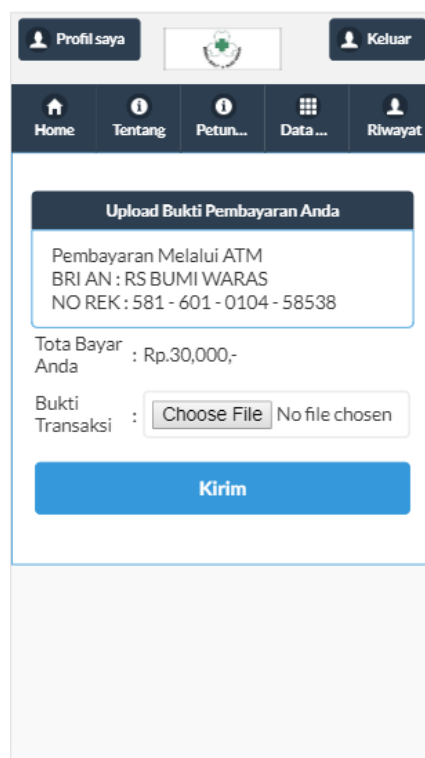 Profil saya
Keluar
Home
Tentang
Petun...
Data ...
Riwayat
Upload Bukti Pembayaran Anda
Pembayaran Melalui ATM
BRI AN : RS BUMI WARAS
NO REK : 581 - 601 - 0104 - 58538
Tota Bayar Anda : Rp.30,000,-
Bukti Transaksi : Choose File No file chosen
Kirim